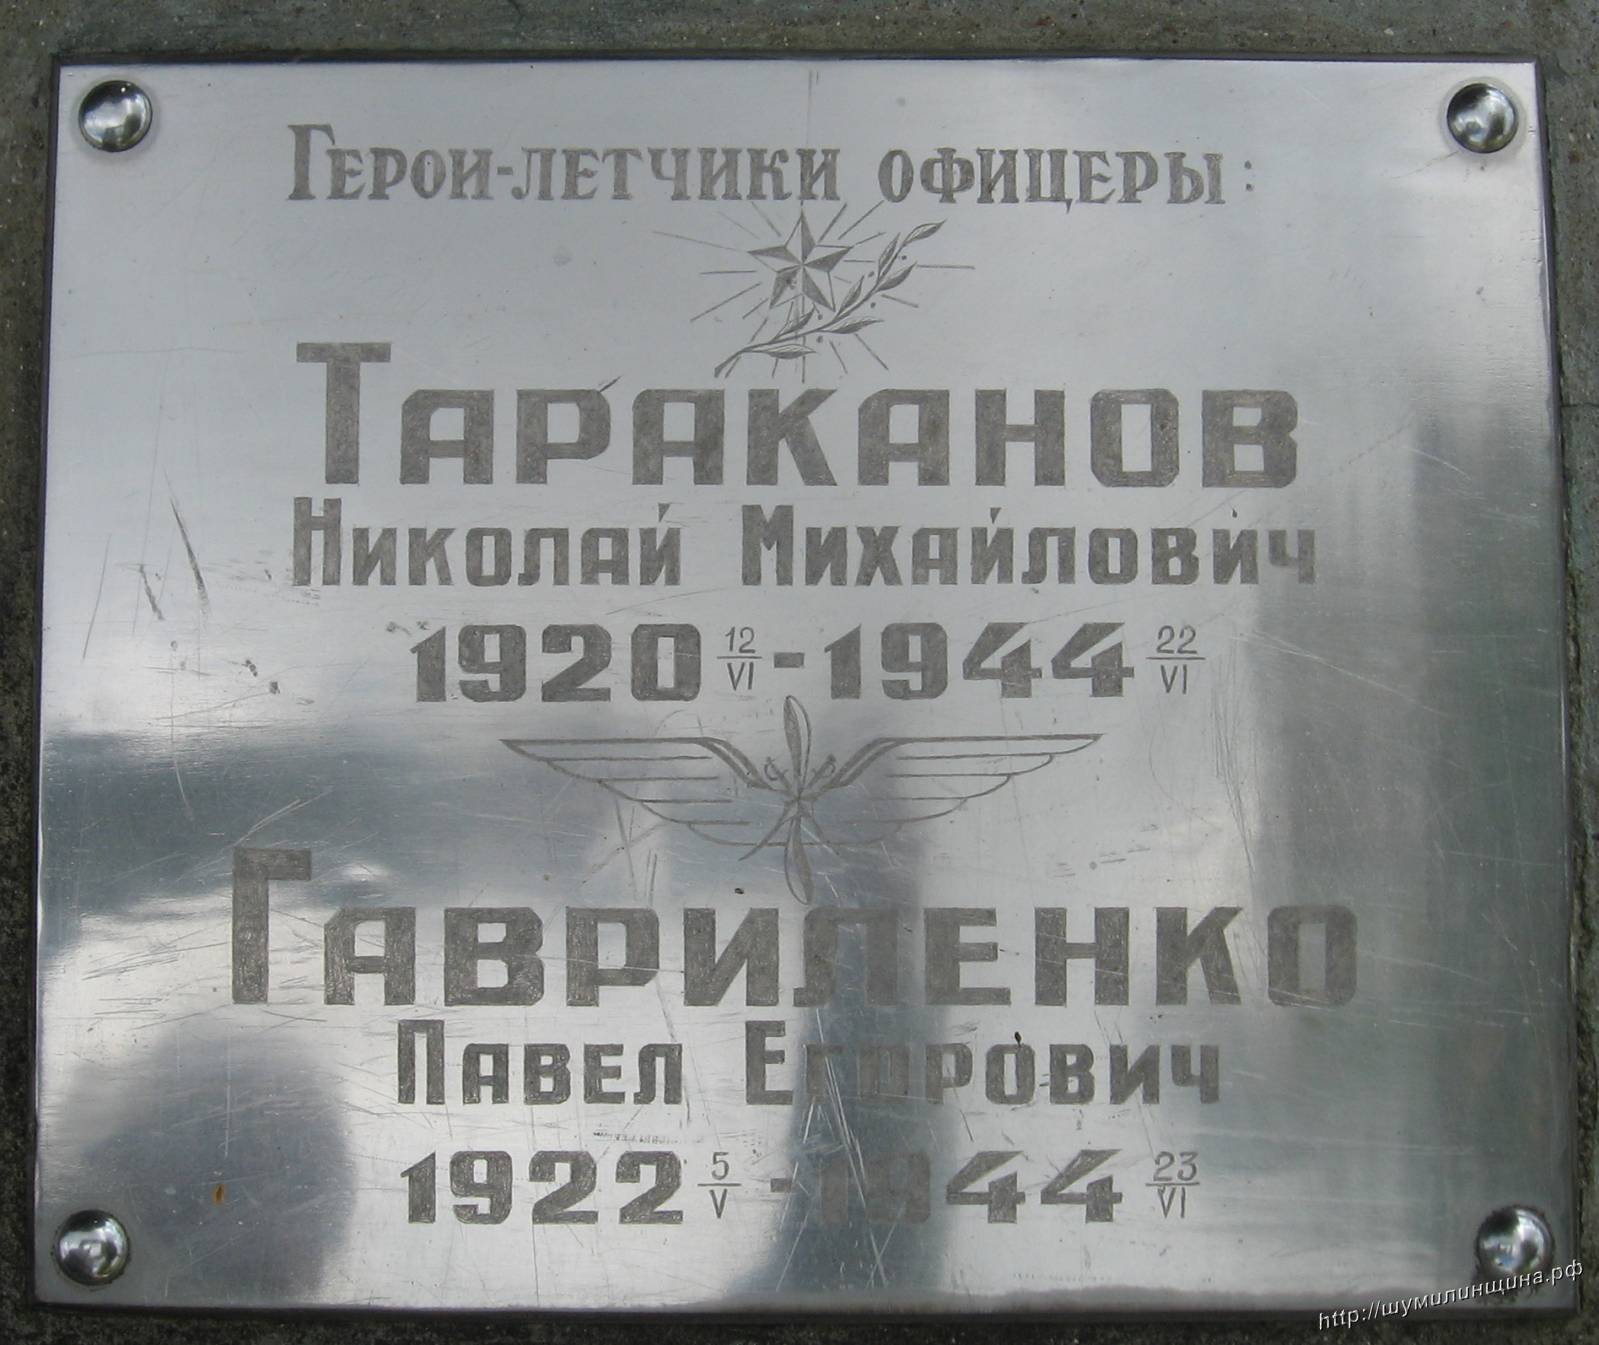 Герои-летчики офицеры:
Тараканов
Николай Михайлович
1920 12/VI - 1944 22/VI
Гавриленко
Павел Егорович
1922 5/V - 1944 23/VI
http://шумилинщина.рф